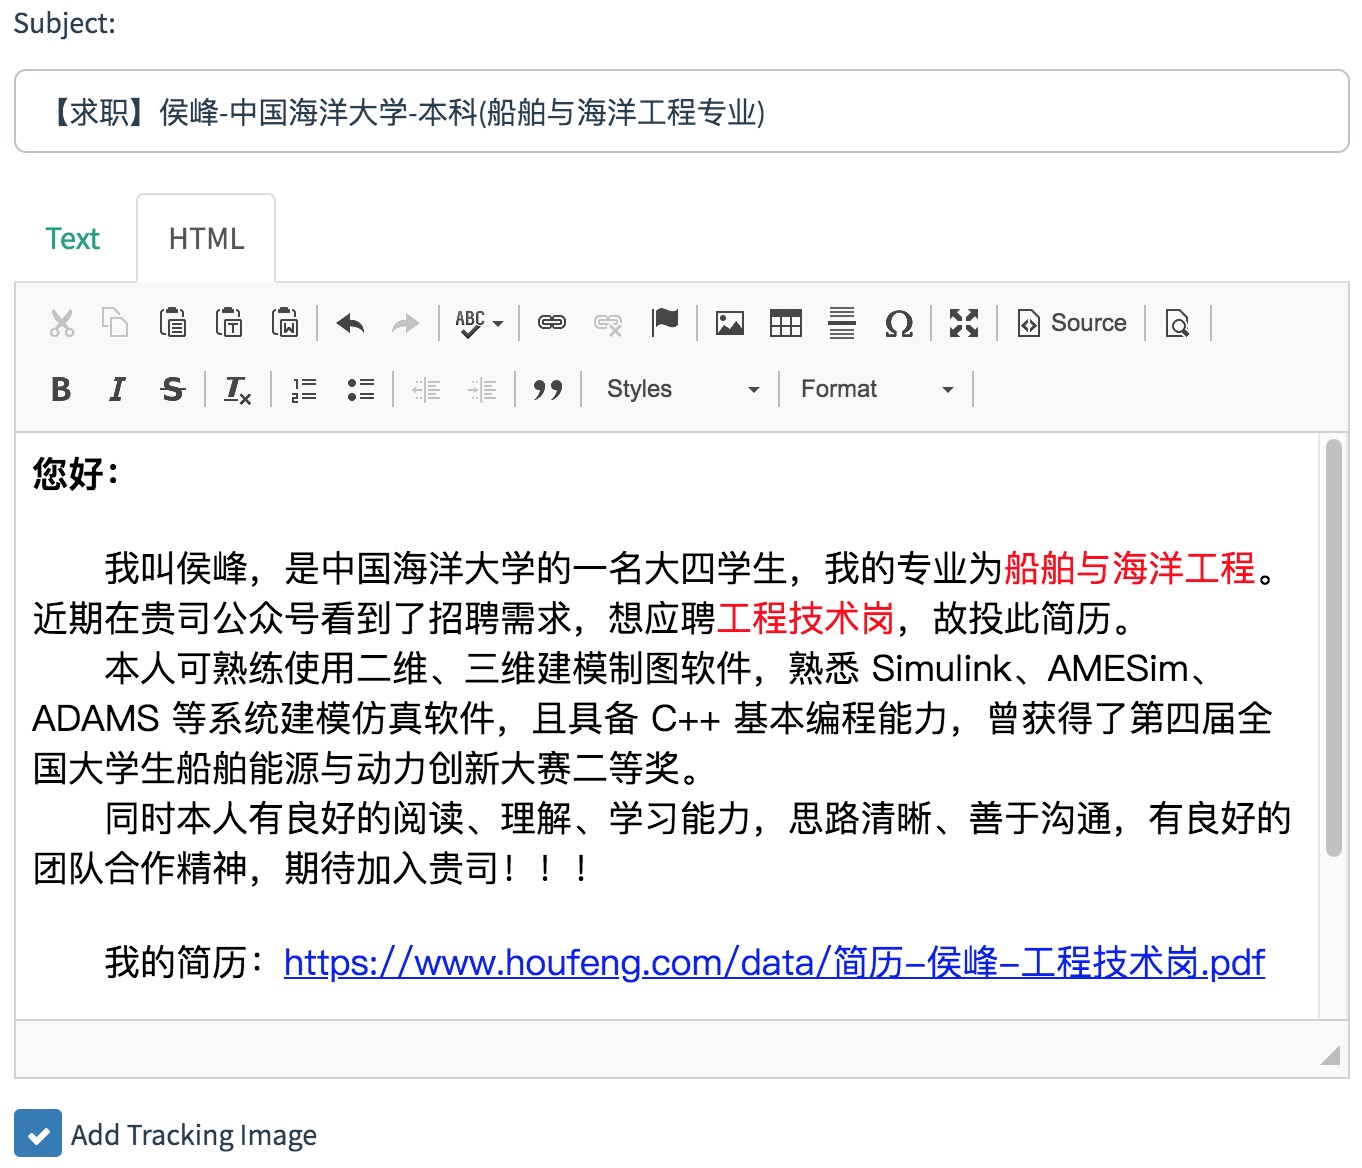 Subject:
【求职】侯峰-中国海洋大学-本科(船舶与海洋工程专业)
Text HTML
ABC Source
B I S Styles Format
您好：
我叫侯峰，是中国海洋大学的一名大四学生，我的专业为船舶与海洋工程。
近期在贵司公众号看到了招聘需求，想应聘工程技术岗，故投此简历。
本人可熟练使用二维、三维建模制图软件，熟悉 Simulink、AMESim、
ADAMS 等系统建模仿真软件，且具备 C++ 基本编程能力，曾获得了第四届全
国大学生船舶能源与动力创新大赛二等奖。
同时本人有良好的阅读、理解、学习能力，思路清晰、善于沟通，有良好的
团队合作精神，期待加入贵司！！！
我的简历：https://www.houfeng.com/data/简历-侯峰-工程技术岗.pdf
Add Tracking Image